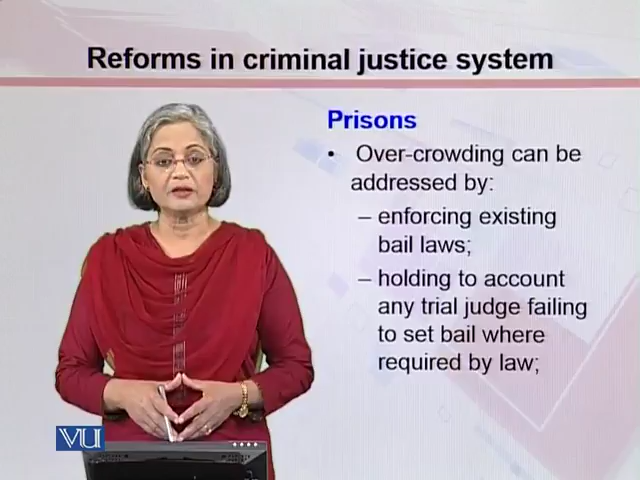 Reforms in criminal justice system
Prisons
• Over-crowding can be
addressed by:
– enforcing existing
bail laws;
– holding to account
any trial judge failing
to set bail where
required by law;
VU